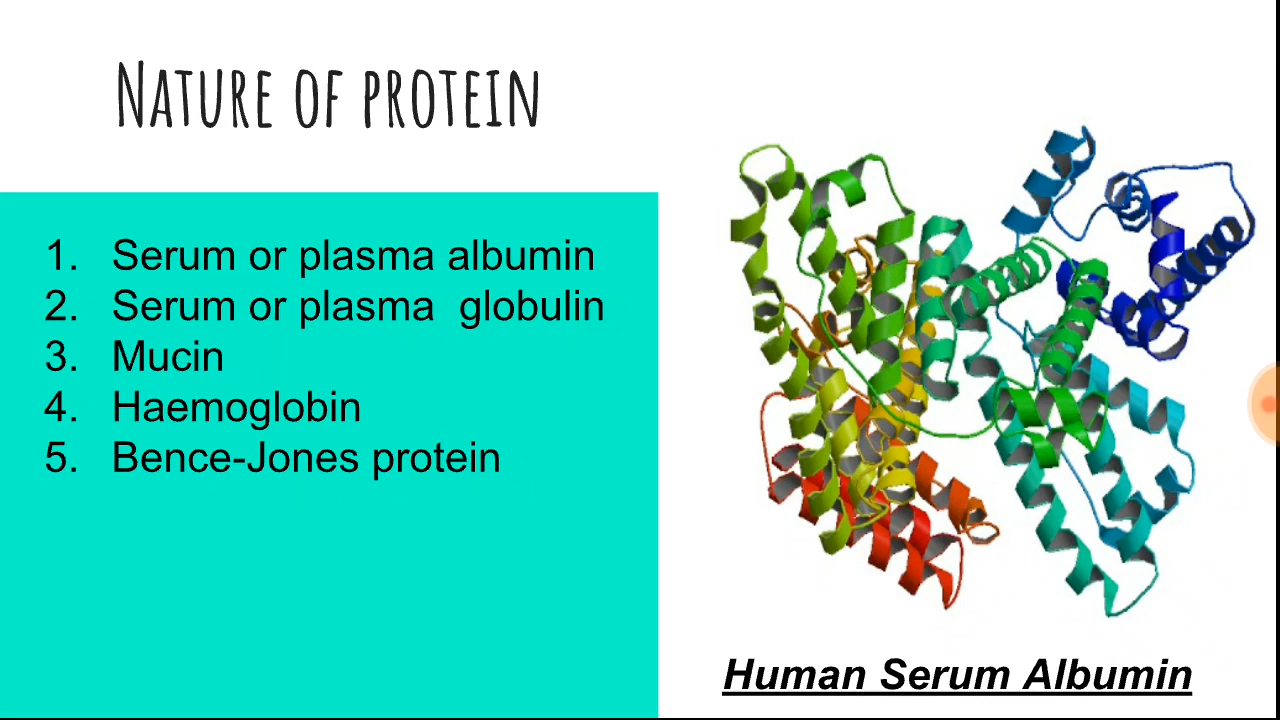 Nature of protein
1. Serum or plasma albumin
2. Serum or plasma globulin
3. Mucin
4. Haemoglobin
5. Bence-Jones protein
Human Serum Albumin